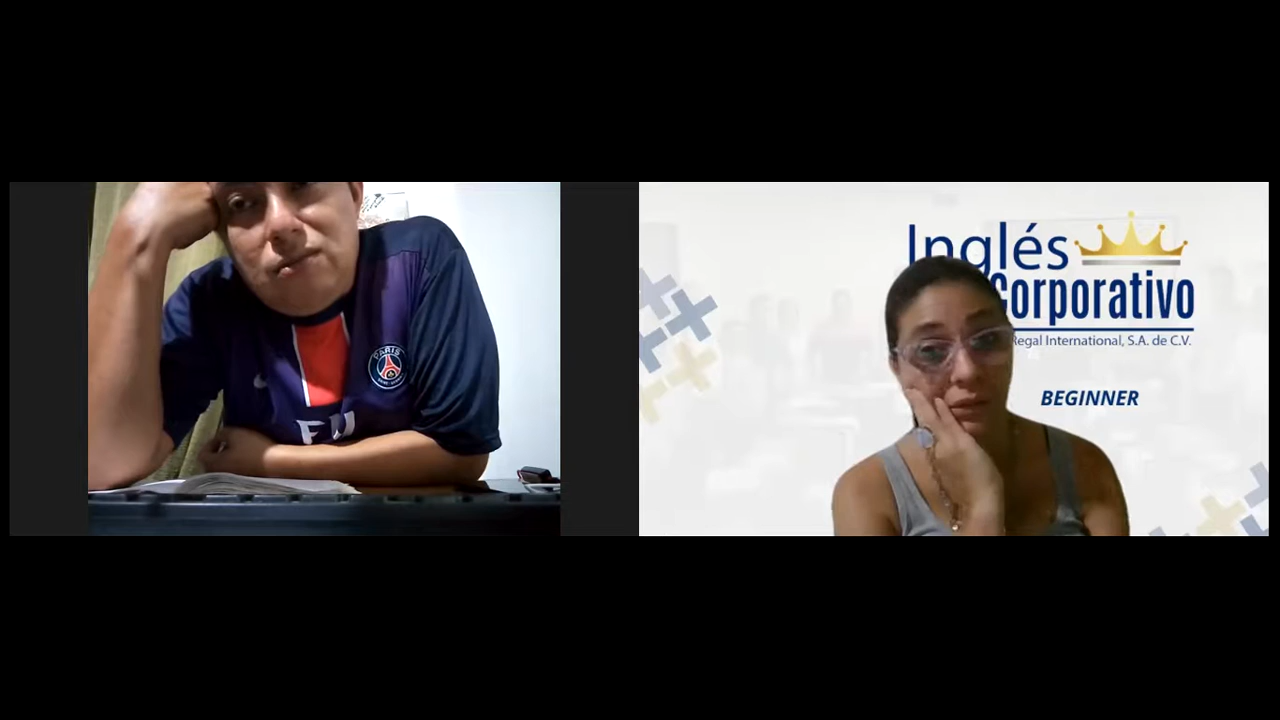 PARIS
Inglés
Corporativo
Regal International, S.A. de C.V.
BEGINNER